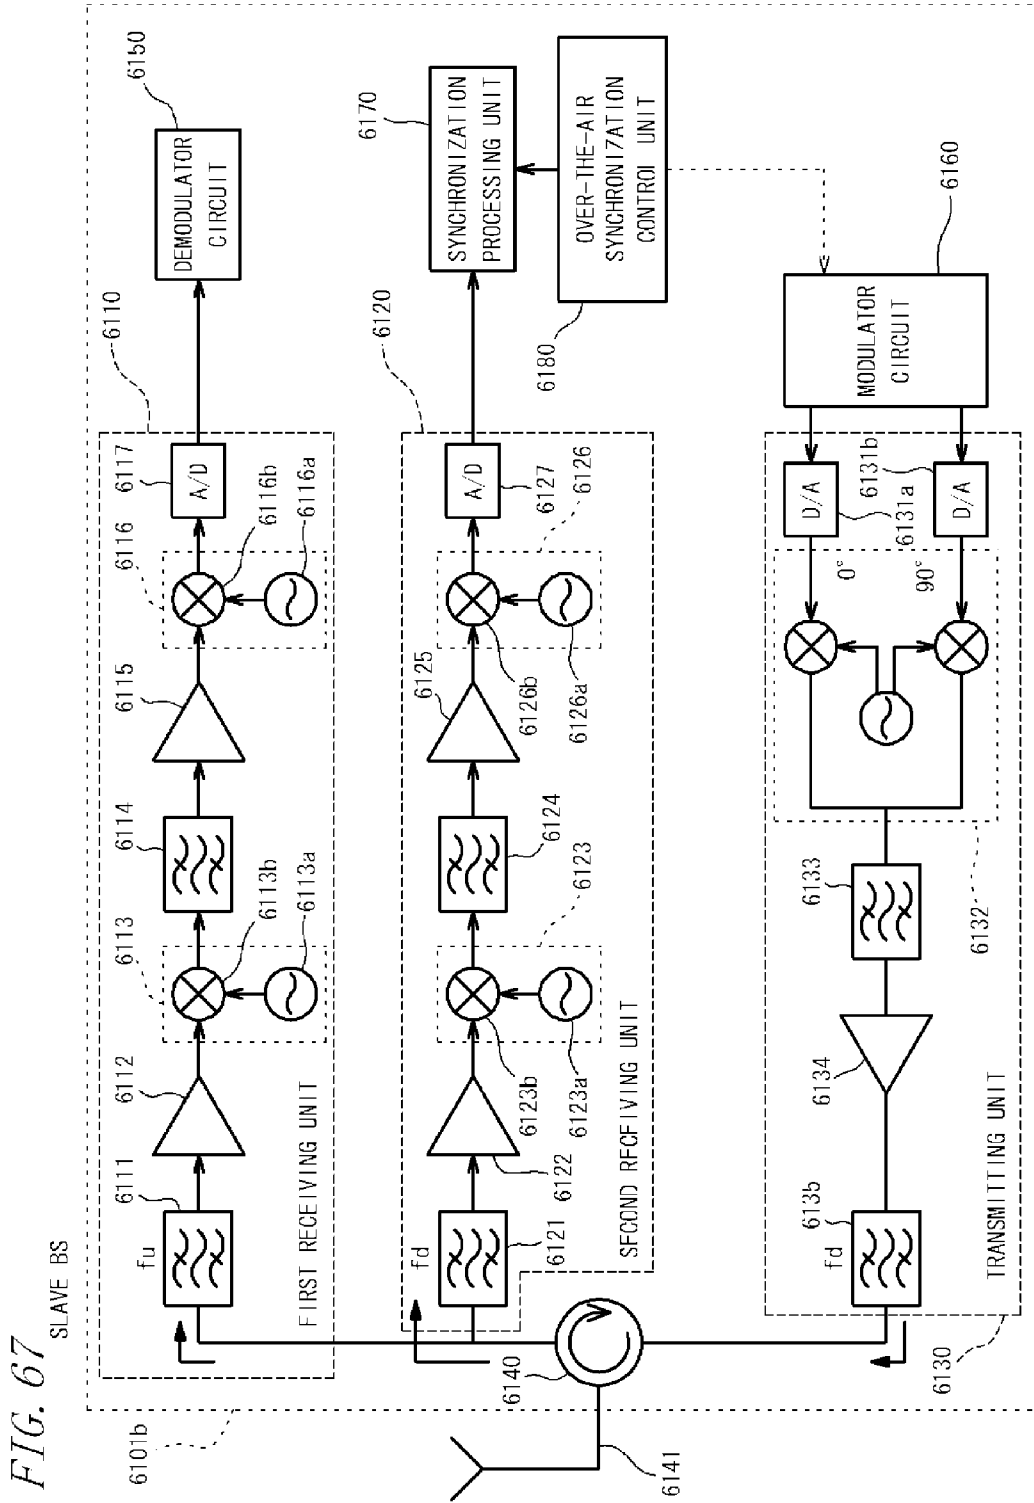 FIG. 67
SLAVE BS
6101b
6110
6111
fu
6112
6113
6113b
6113a
6114
6115
6116
6116b
6116a
6117
A/D
6150
DEMODULATOR
CIRCUIT
FIRST RECEIVING UNIT
6120
fd
6121
6122
6123b
6123a
6123
6124
6125
6126b
6126a
6126
A/D
6127
6170
SYNCHRONIZATION
PROCESSING UNIT
SECOND RECEIVING UNIT
OVER-THE-AIR
SYNCHRONIZATION
CONTROL UNIT
6180
6140
6141
6160
MODULATOR
CIRCUIT
D/A
6131a
6131b
D/A
0°
90°
6132
6133
6134
6135
fd
TRANSMITTING UNIT
6130